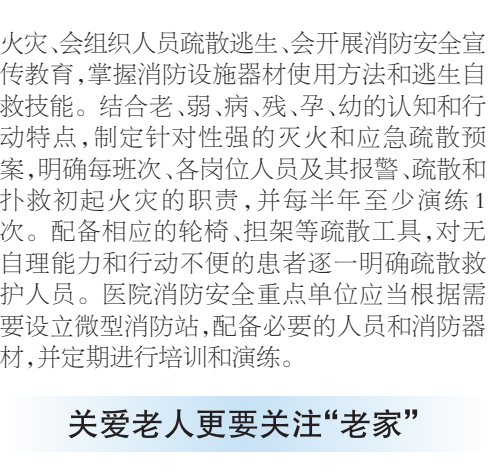 火灾、会组织人员疏散逃生、会开展消防安全宣
传教育，掌握消防设施器材使用方法和逃生自
救技能。结合老、弱、病、残、孕、幼的认知和行
动特点，制定针对性强的灭火和应急疏散预
案，明确每班次、各岗位人员及其报警、疏散和
扑救初起火灾的职责，并每半年至少演练1
次。配备相应的轮椅、担架等疏散工具，对无
自理能力和行动不便的患者逐一明确疏散救
护人员。医院消防安全重点单位应当根据需
要设立微型消防站，配备必要的人员和消防器
材，并定期进行培训和演练。
关爱老人更要关注“老家”